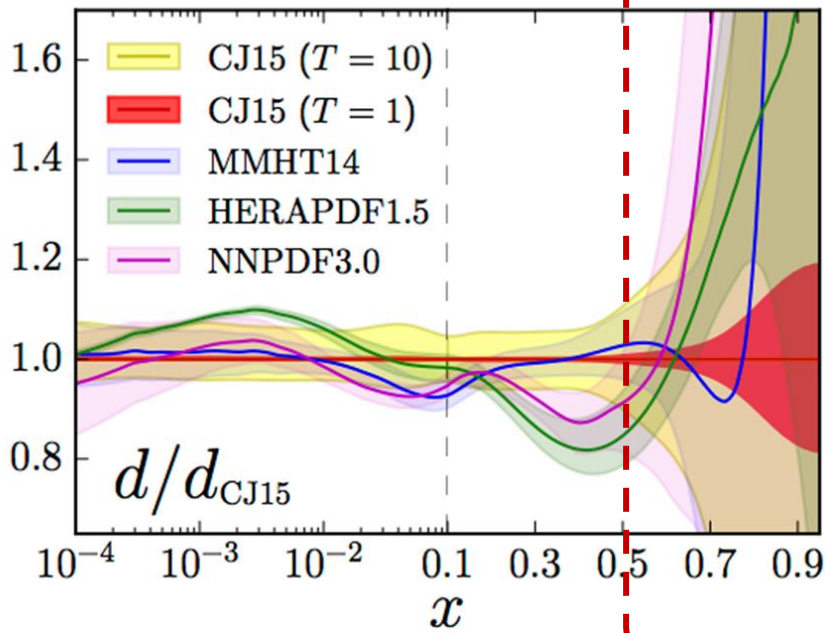 1.6
1.4
1.2
1.0
0.8
CJ15 (T = 10)
CJ15 (T = 1)
MMHT14
HERAPDF1.5
NNPDF3.0
d/d_CJ15
10⁻⁴ 10⁻³ 10⁻² 0.1 0.3 0.5 0.7 0.9
x